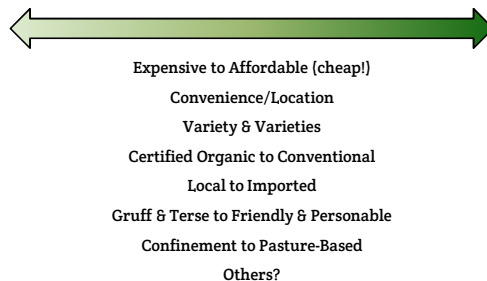 Expensive to Affordable (cheap!)
Convenience/Location
Variety & Varieties
Certified Organic to Conventional
Local to Imported
Gruff & Terse to Friendly & Personable
Confinement to Pasture-Based
Others?